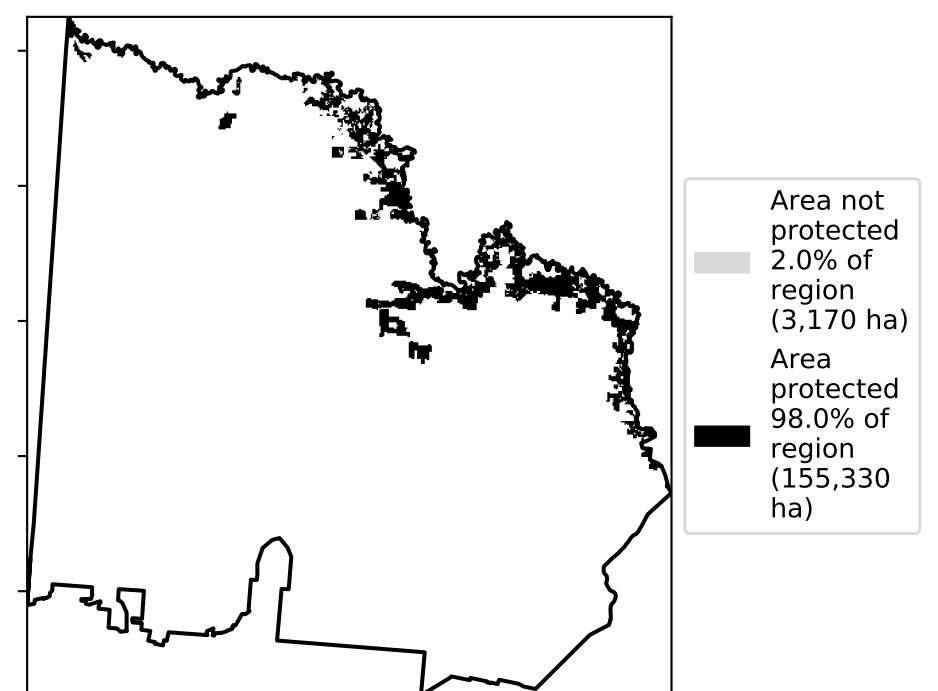 Area not
protected
2.0% of
region
(3,170 ha)
Area
protected
98.0% of
region
(155,330
ha)